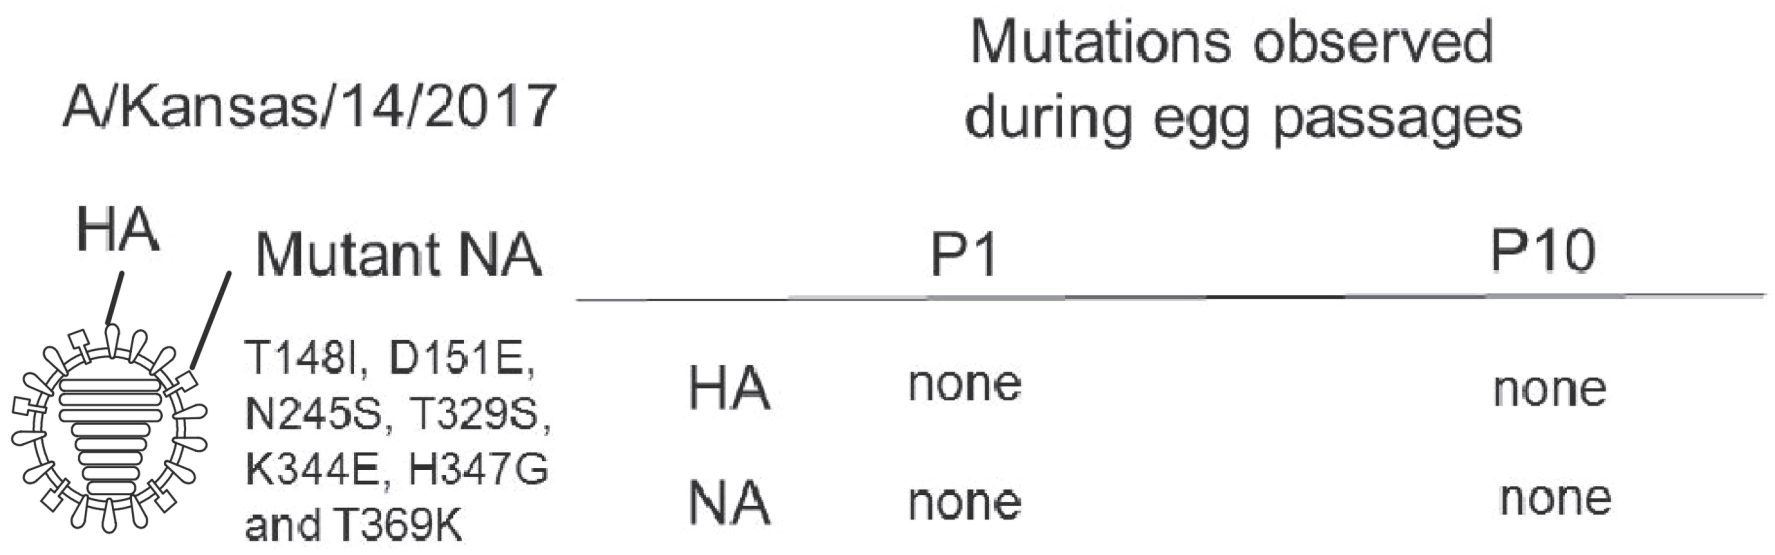 Mutations observed
during egg passages
A/Kansas/14/2017
HA
Mutant NA
P1 P10
T148I, D151E,
N245S, T329S,
K344E, H347G
and T369K
HA none none
NA none none